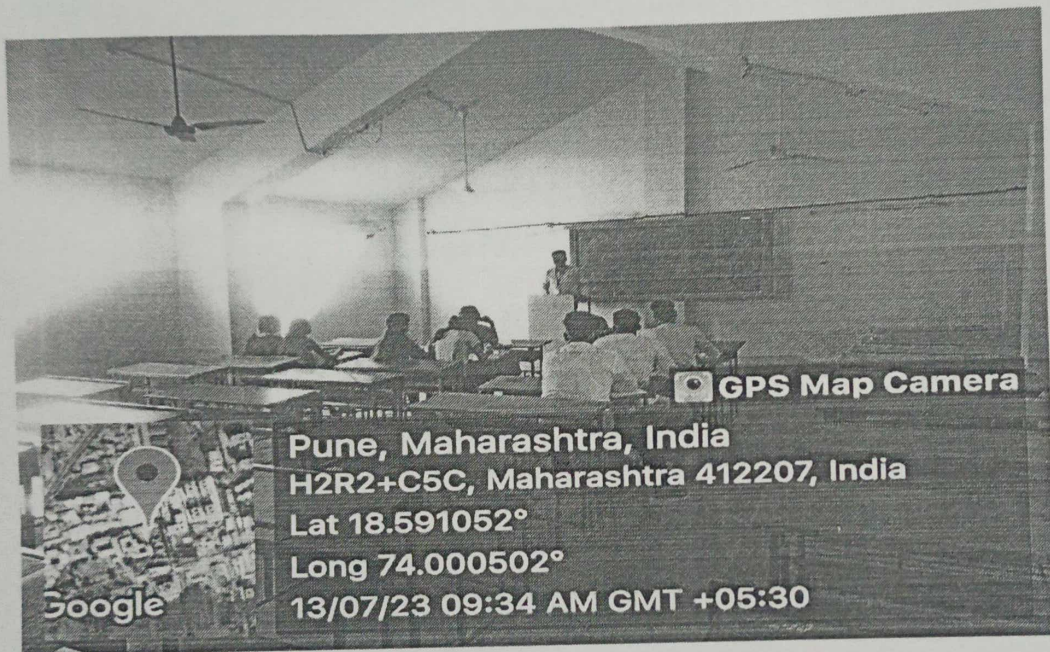 GPS Map Camera
Pune, Maharashtra, India
H2R2+C5C, Maharashtra 412207, India
Lat 18.591052°
Long 74.000502°
13/07/23 09:34 AM GMT +05:30
Google